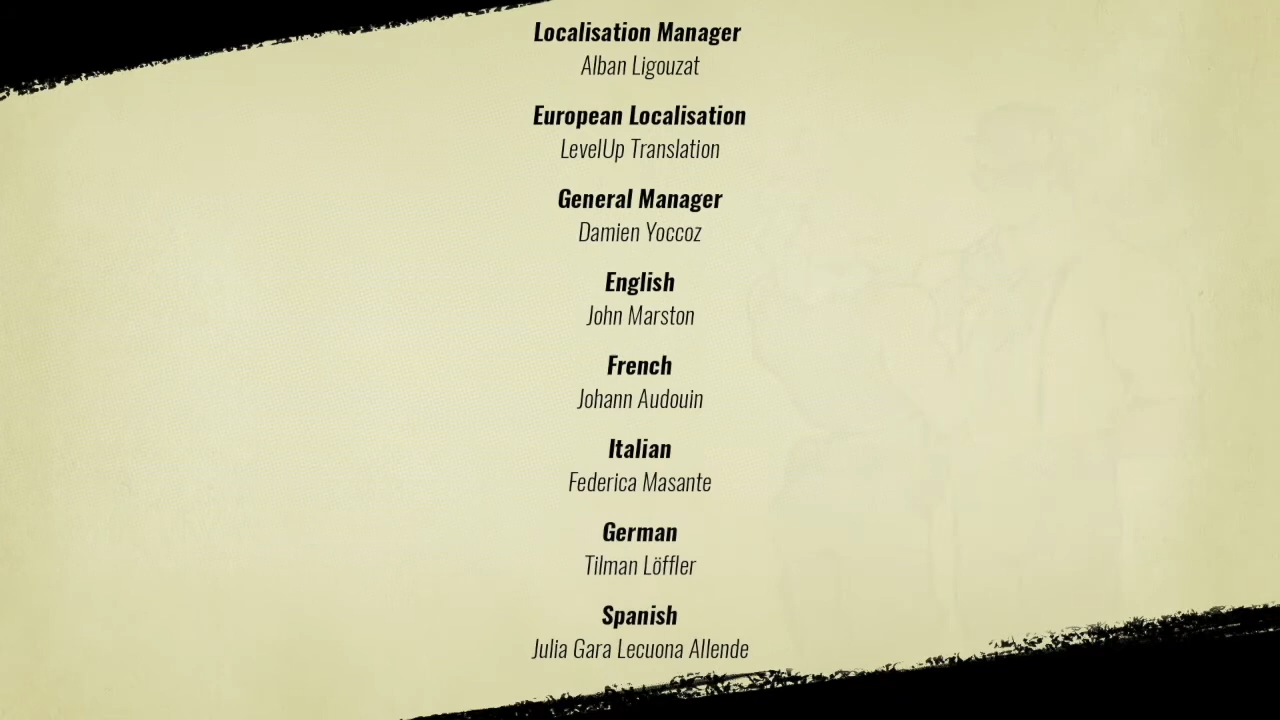 Localisation Manager
Alban Ligouzat
European Localisation
LevelUp Translation
General Manager
Damien Yoccoz
English
John Marston
French
Johann Audouin
Italian
Federica Masante
German
Tilman Löffler
Spanish
Julia Gara Lecuona Allende